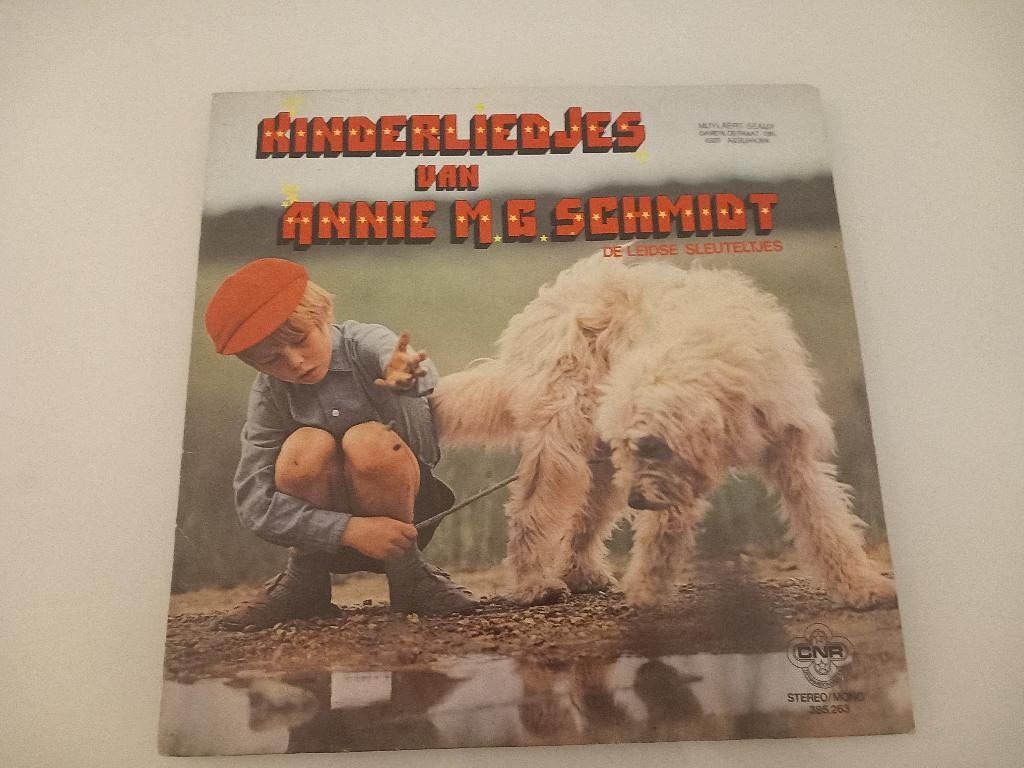 KINDERLIEDJES
VAN
ANNIE M.G. SCHMIDT
DE LEIDSE SLEUTELTJES
CNR
STEREO/MONO
385.263